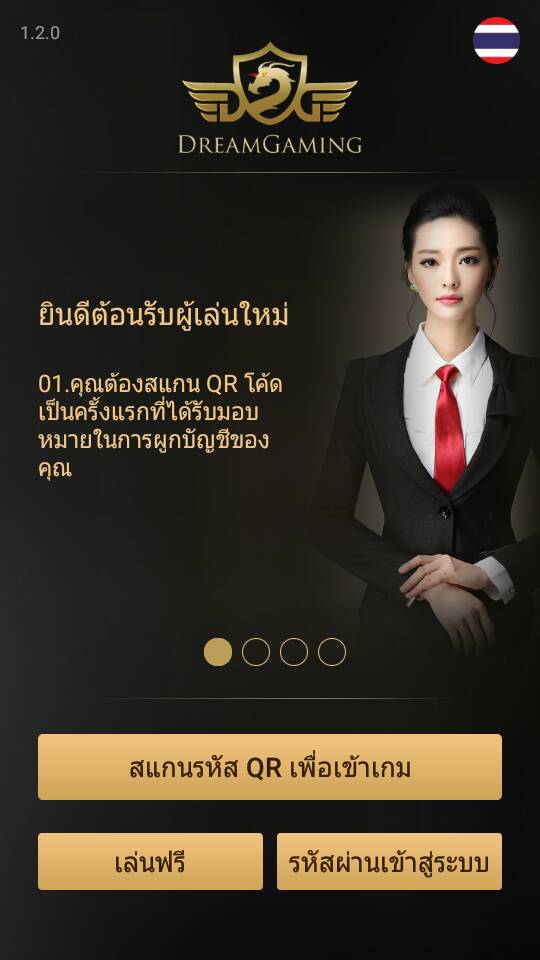 1.2.0
DG
DREAMGAMING
ยินดีต้อนรับผู้เล่นใหม่
01.คุณต้องสแกน QR โค้ด
เป็นครั้งแรกที่ได้รับมอบ
หมายในการผูกบัญชีของ
คุณ
สแกนรหัส QR เพื่อเข้าเกม
เล่นฟรี
รหัสผ่านเข้าสู่ระบบ